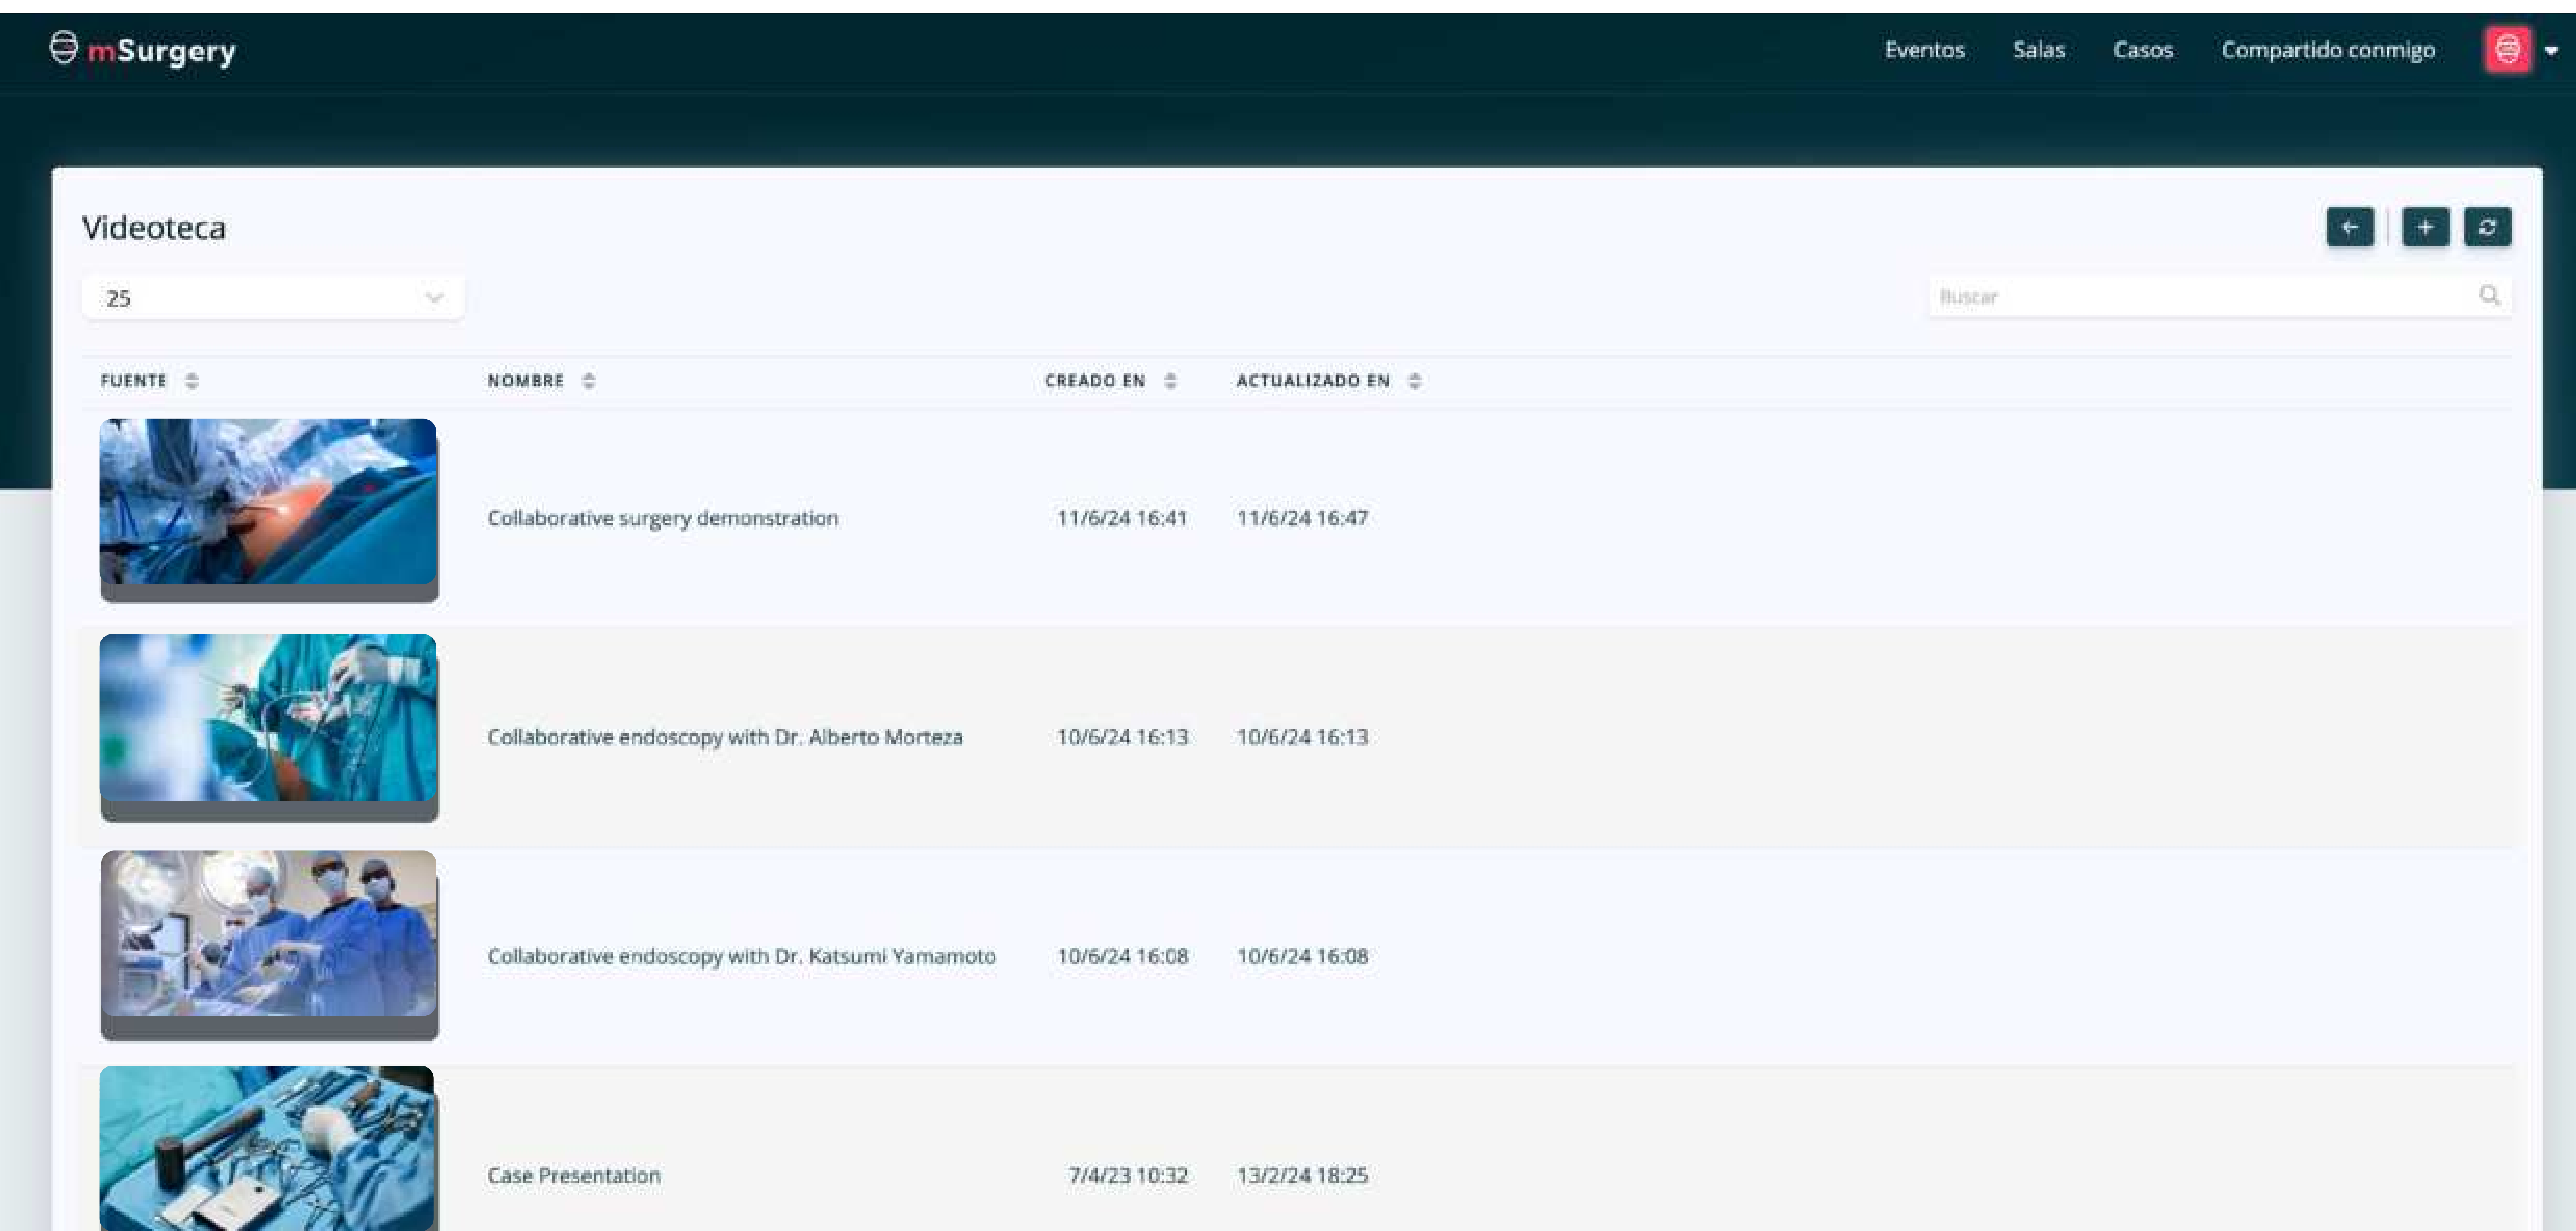 mSurgery
Eventos Salas Casos Compartido conmigo
Videoteca
25
Buscar
FUENTE NOMBRE CREADO EN ACTUALIZADO EN
Collaborative surgery demonstration 11/6/24 16:41 11/6/24 16:47
Collaborative endoscopy with Dr. Alberto Morteza 10/6/24 16:13 10/6/24 16:13
Collaborative endoscopy with Dr. Katsumi Yamamoto 10/6/24 16:08 10/6/24 16:08
Case Presentation 7/4/23 10:32 13/2/24 18:25